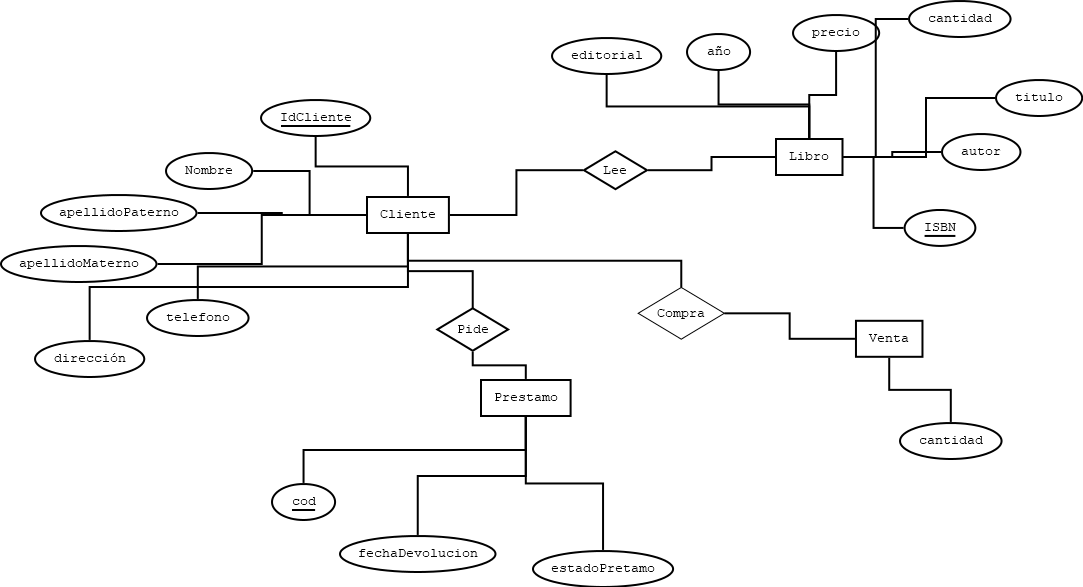 cantidad
precio
año
editorial
titulo
IdCliente
autor
Libro
Nombre
Lee
apellidoPaterno
Cliente
ISBN
apellidoMaterno
telefono
Compra
Pide
Venta
dirección
Prestamo
cantidad
cod
fechaDevolucion
estadoPretamo